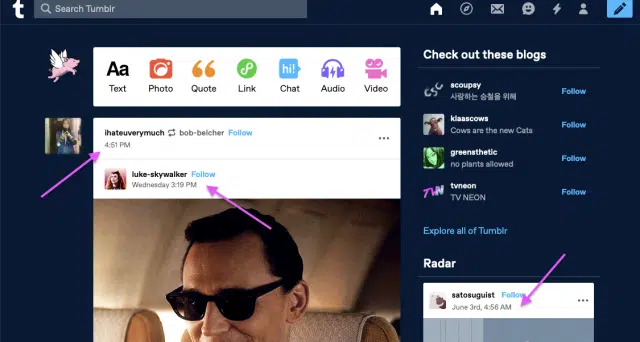 t
Search Tumblr
Aa
hi!
Text Photo Quote Link Chat Audio Video
ihateuverymuch bob-belcher Follow
4:51 PM
luke-skywalker Follow
Wednesday 3:19 PM
Check out these blogs
scoupsy
사랑하는 승철을 위해
Follow
klaascows
Cows are the new Cats
Follow
greensthetic
no plants allowed
Follow
TVN
tvneon
TV NEON
Follow
Explore all of Tumblr
Radar
satosuguist Follow
June 3rd, 4:56 AM